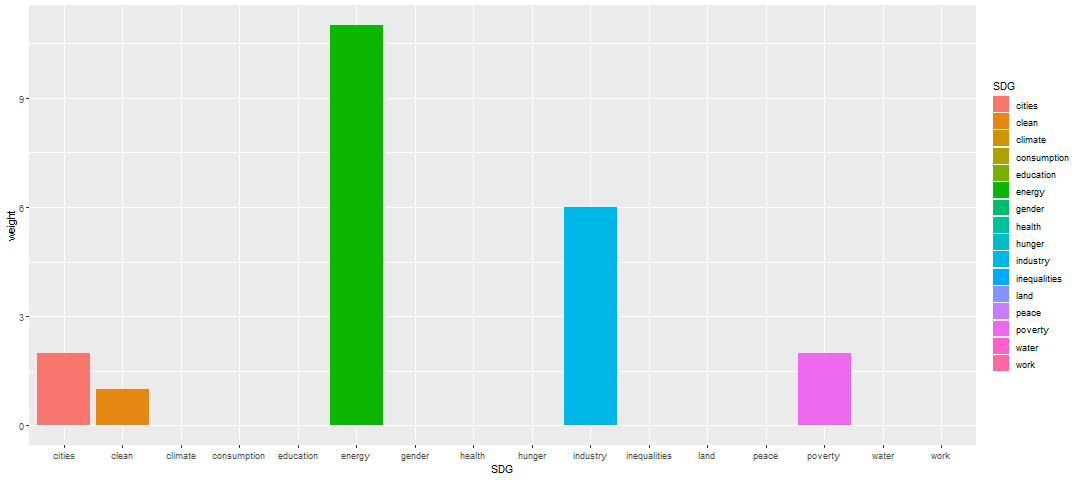 9
6
3
0
weight
cities clean climate consumption education energy gender health hunger industry inequalities land peace poverty water work
SDG
SDG
cities
clean
climate
consumption
education
energy
gender
health
hunger
industry
inequalities
land
peace
poverty
water
work